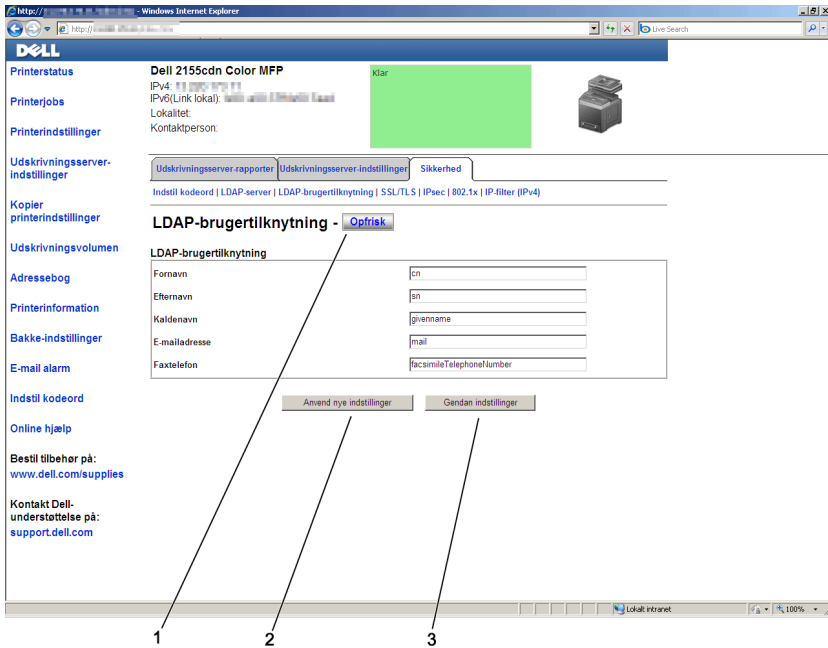 http:// - Windows Internet Explorer
http://
Live Search
DELL
Printerstatus
Printerjobs
Printerindstillinger
Udskrivningsserver-
indstillinger
Kopier
printerindstillinger
Udskrivningsvolumen
Adressebog
Printerinformation
Bakke-indstillinger
E-mail alarm
Indstil kodeord
Online hjælp
Bestil tilbehør på:
www.dell.com/supplies
Kontakt Dell-
understøttelse på:
support.dell.com
Dell 2155cdn Color MFP
IPv4:
IPv6(Link lokal):
Lokalitet:
Kontaktperson:
Klar
Udskrivningsserver-rapporter Udskrivningsserver-indstillinger Sikkerhed
Indstil kodeord | LDAP-server | LDAP-brugertilknytning | SSL/TLS | IPsec | 802.1x | IP-filter (IPv4)
LDAP-brugertilknytning - Opfrisk
LDAP-brugertilknytning
Fornavn cn
Efternavn sn
Kaldenavn givenname
E-mailadresse mail
Faxtelefon facsimileTelephoneNumber
Anvend nye indstillinger Gendan indstillinger
Lokalt intranet 100%
1 2 3